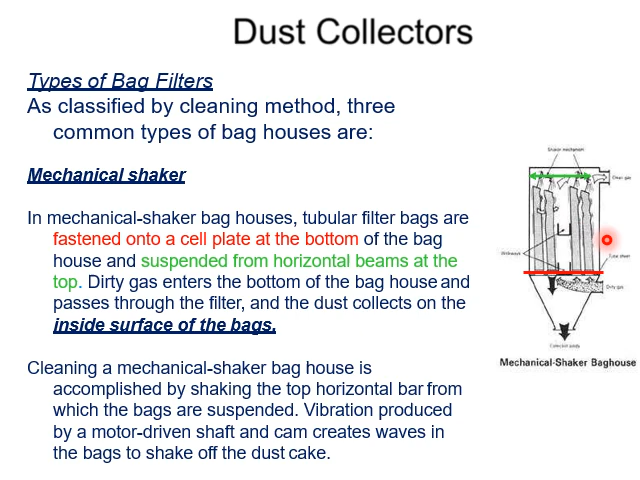 Dust Collectors
Types of Bag Filters
As classified by cleaning method, three
common types of bag houses are:
Mechanical shaker
In mechanical-shaker bag houses, tubular filter bags are
fastened onto a cell plate at the bottom of the bag
house and suspended from horizontal beams at the
top. Dirty gas enters the bottom of the bag house and
passes through the filter, and the dust collects on the
inside surface of the bags.
Cleaning a mechanical-shaker bag house is
accomplished by shaking the top horizontal bar from
which the bags are suspended. Vibration produced
by a motor-driven shaft and cam creates waves in
the bags to shake off the dust cake.
Shaker mechanism
Clean gas
Tube sheet
Dirty gas
Mechanical-Shaker Baghouse